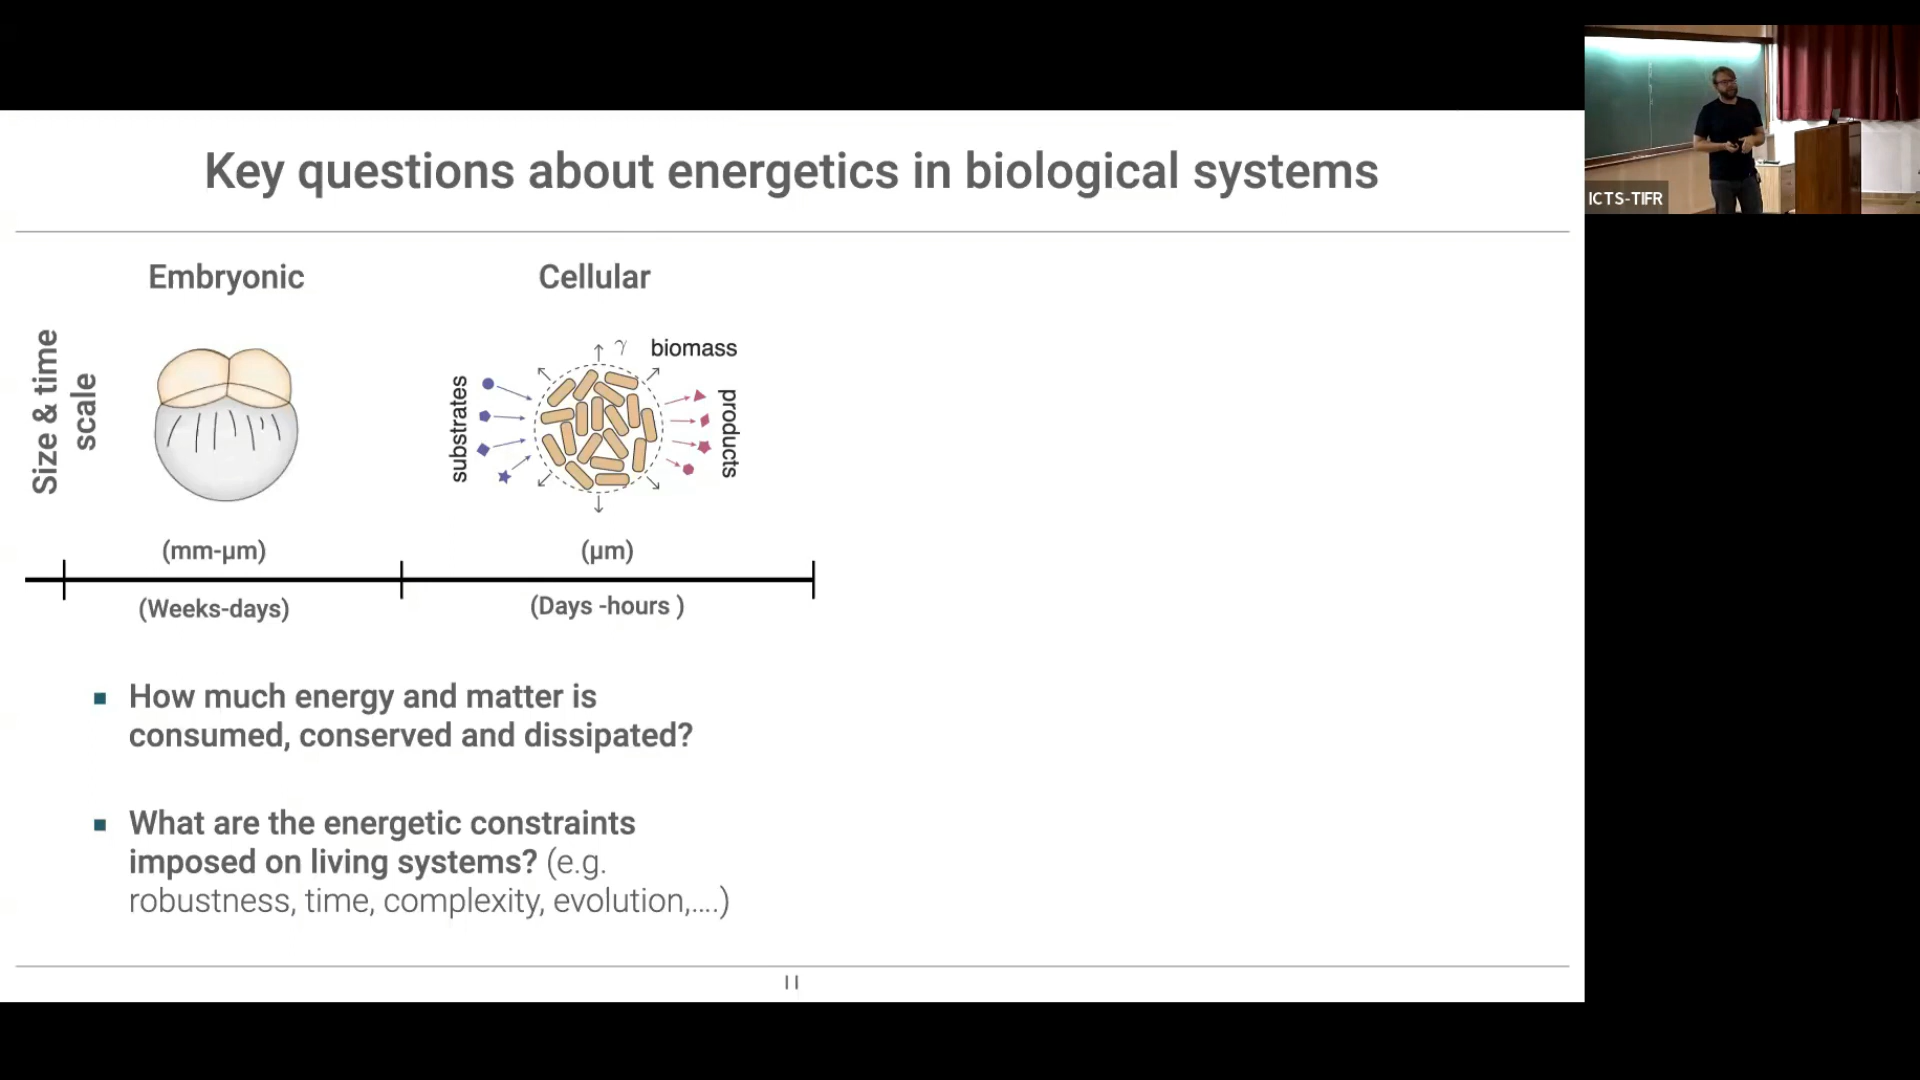 Key questions about energetics in biological systems
ICTS-TIFR
Embryonic
Cellular
Size & time
scale
γ
biomass
substrates
products
(mm-μm)
(μm)
(Weeks-days)
(Days -hours )
▪ How much energy and matter is
consumed, conserved and dissipated?
▪ What are the energetic constraints
imposed on living systems? (e.g.
robustness, time, complexity, evolution,....)
11